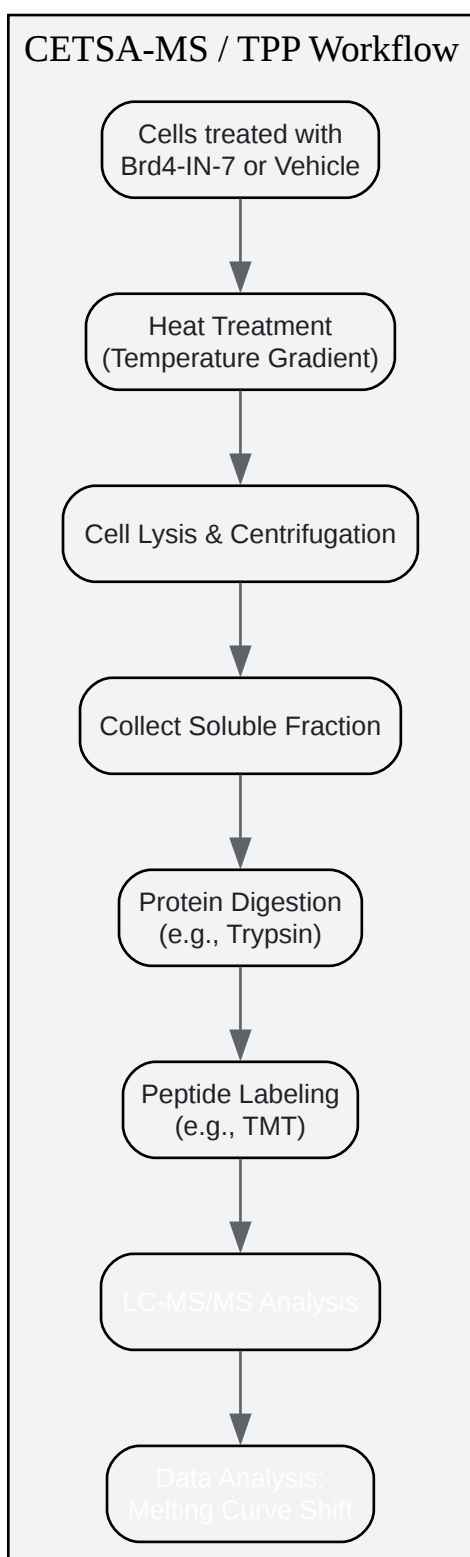 CETSA-MS / TPP Workflow
Cells treated with
Brd4-IN-7 or Vehicle
Heat Treatment
(Temperature Gradient)
Cell Lysis & Centrifugation
Collect Soluble Fraction
Protein Digestion
(e.g., Trypsin)
Peptide Labeling
(e.g., TMT)
LC-MS/MS Analysis
Data Analysis:
Melting Curve Shift